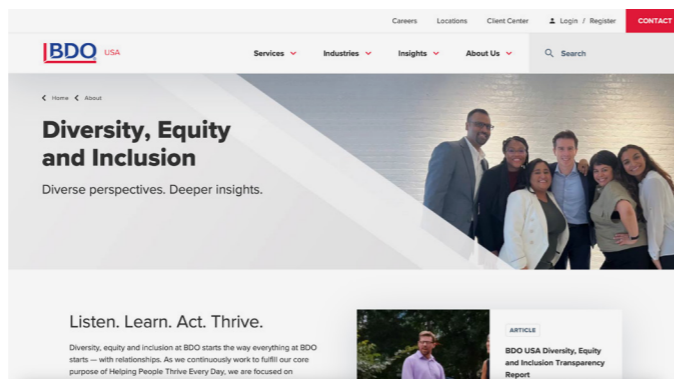 Careers Locations Client Center Login / Register CONTACT
BDO USA Services Industries Insights About Us Search
Home About
Diversity, Equity
and Inclusion
Diverse perspectives. Deeper insights.
Listen. Learn. Act. Thrive.
Diversity, equity and inclusion at BDO starts the way everything at BDO
starts — with relationships. As we continuously work to fulfill our core
purpose of Helping People Thrive Every Day, we are focused on
ARTICLE
BDO USA Diversity, Equity
and Inclusion Transparency
Report